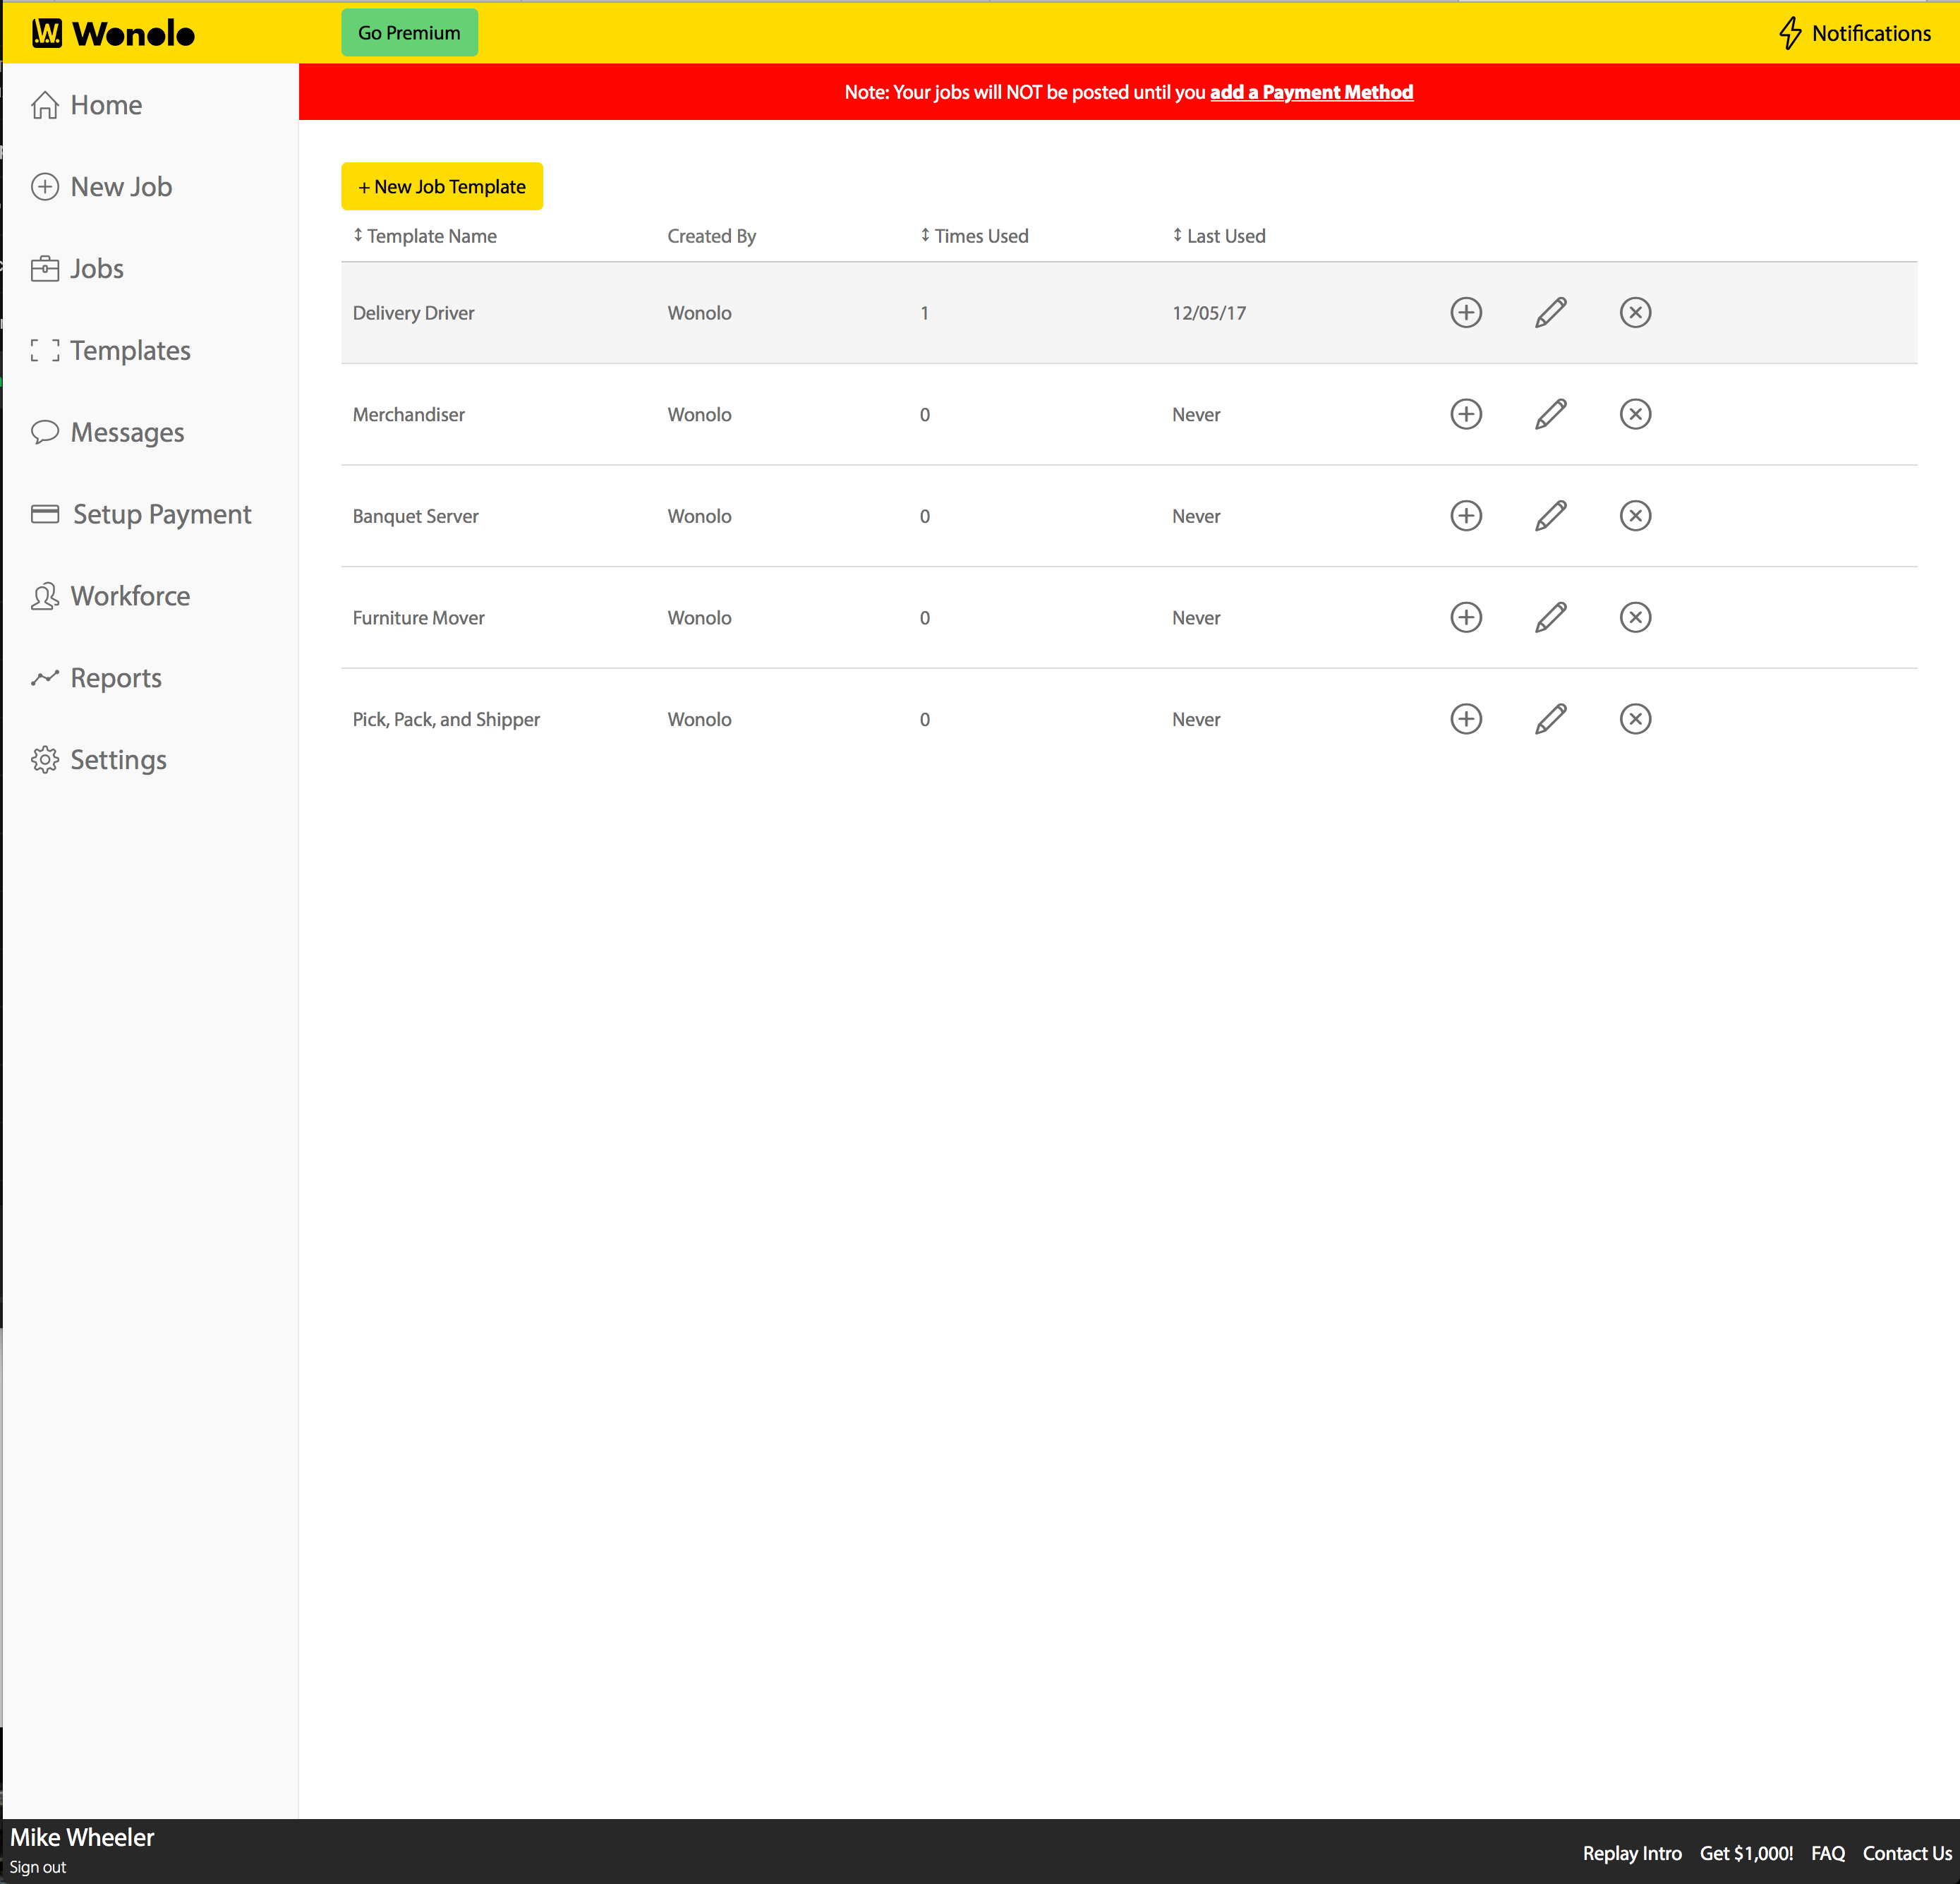 .W. Wonolo
Go Premium
Notifications
Home
New Job
Jobs
Templates
Messages
Setup Payment
Workforce
Reports
Settings
Note: Your jobs will NOT be posted until you add a Payment Method
+ New Job Template
Template Name Created By Times Used Last Used
Delivery Driver Wonolo 1 12/05/17
Merchandiser Wonolo 0 Never
Banquet Server Wonolo 0 Never
Furniture Mover Wonolo 0 Never
Pick, Pack, and Shipper Wonolo 0 Never
Mike Wheeler
Sign out
Replay Intro Get $1,000! FAQ Contact Us